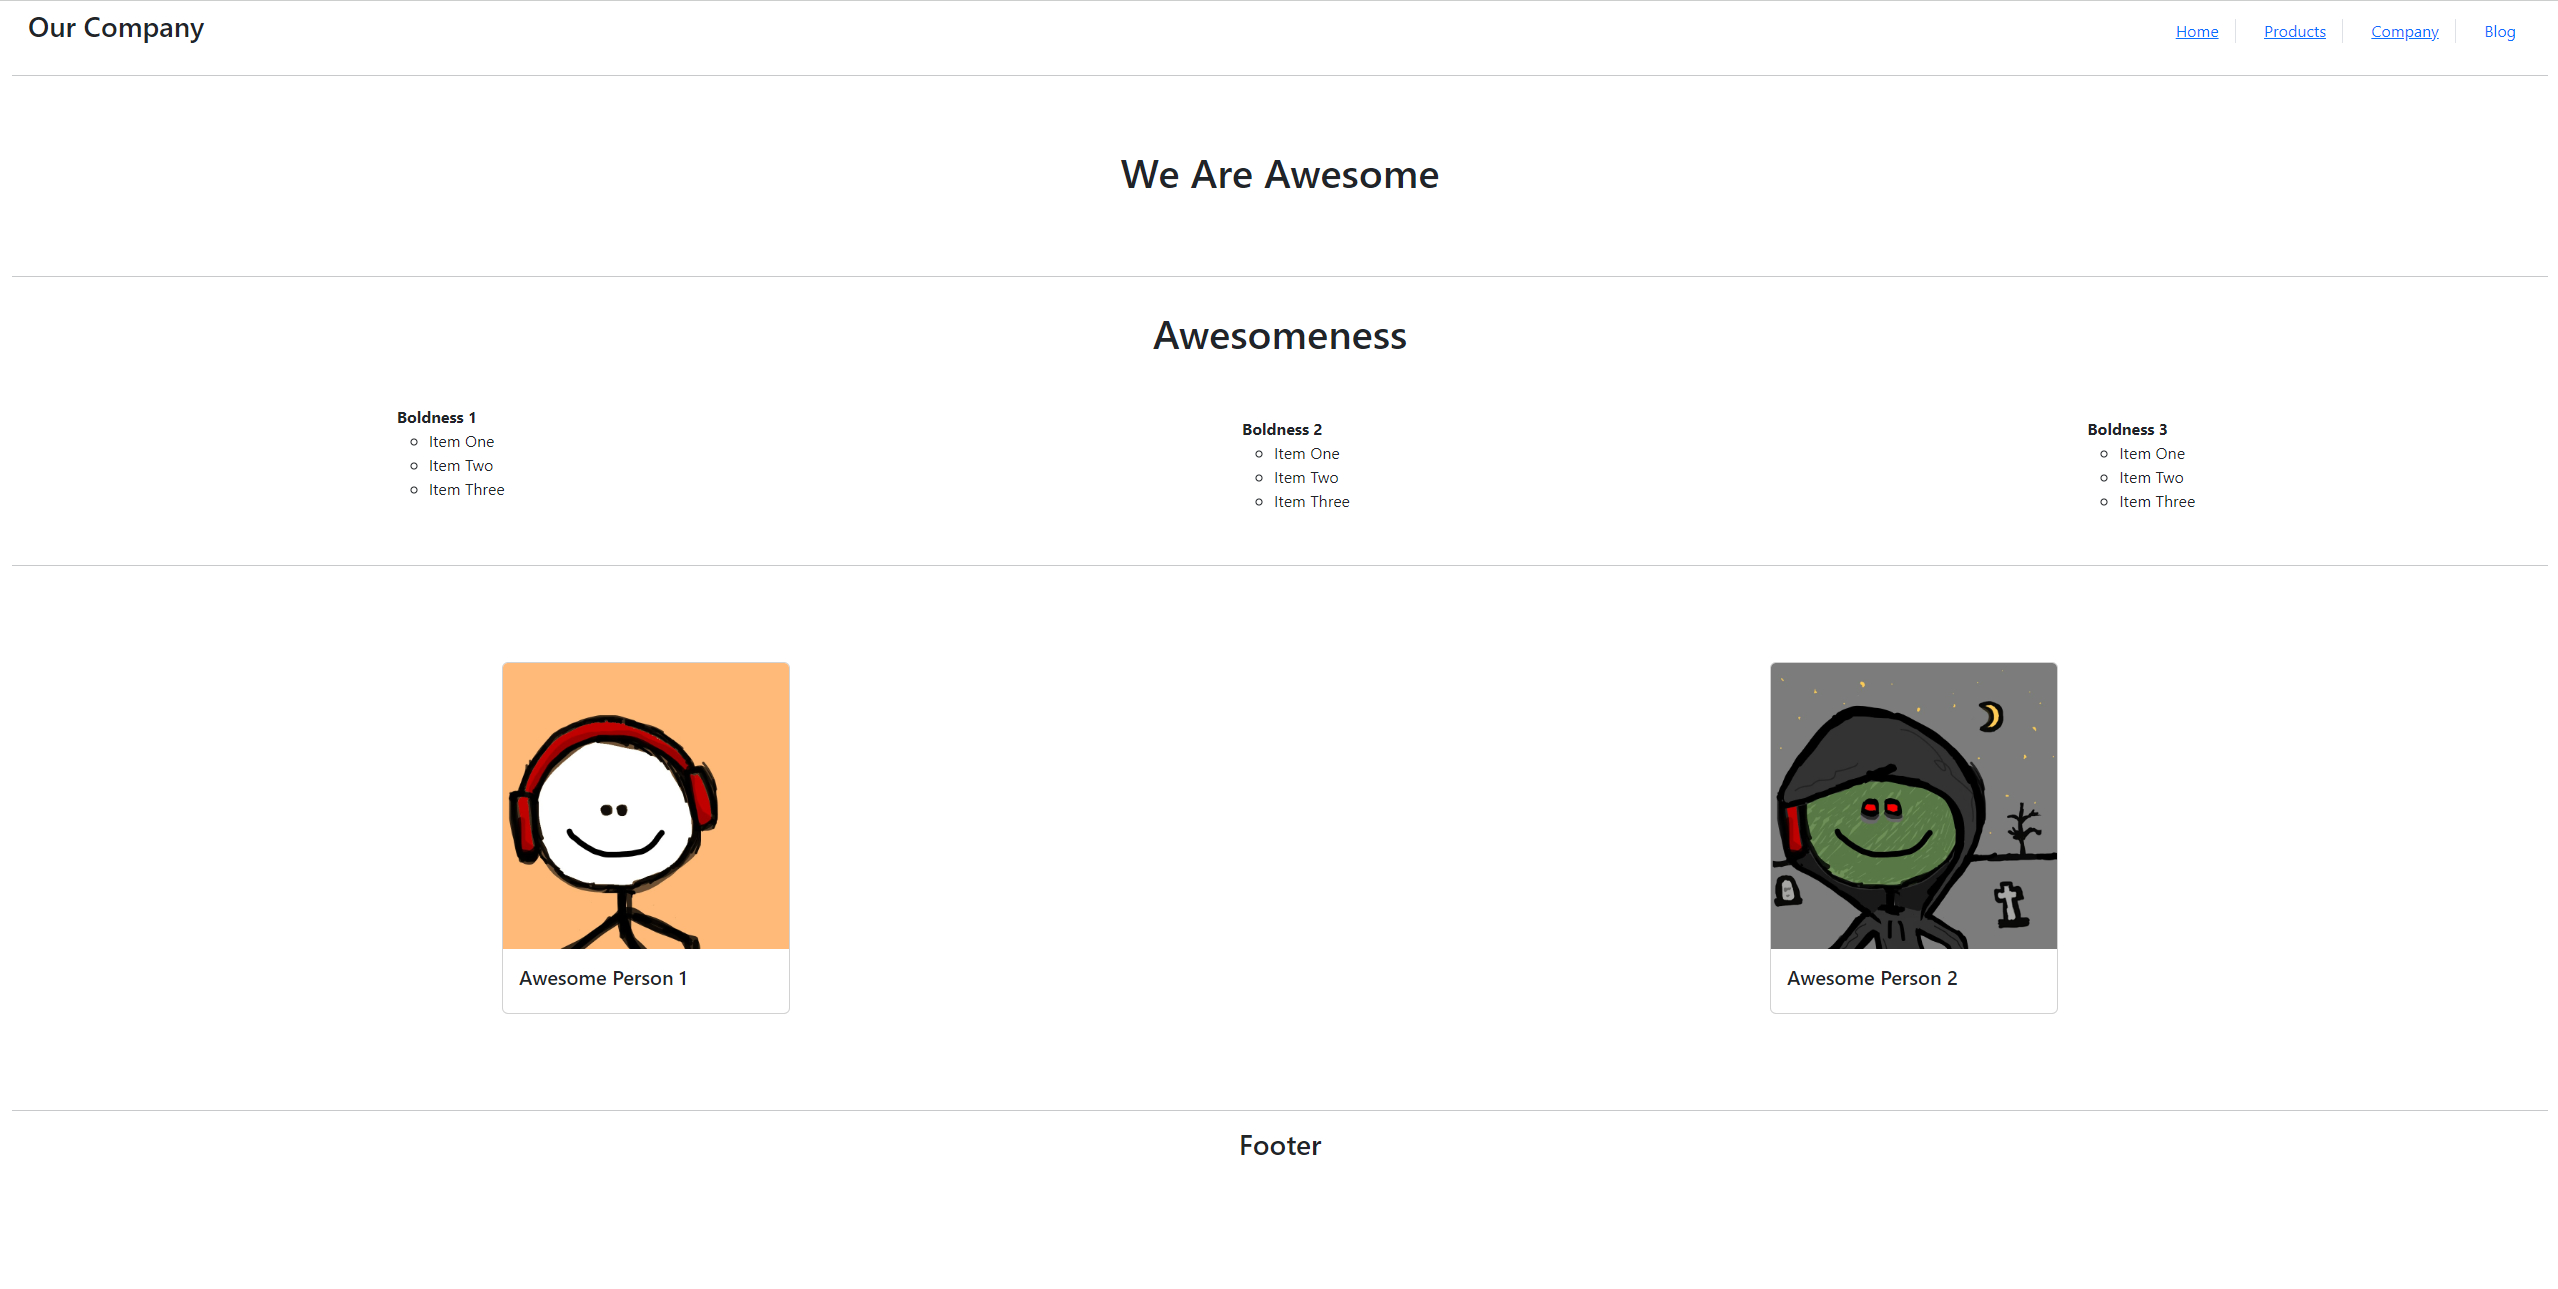 Our Company
Home Products Company Blog
We Are Awesome
Awesomeness
Boldness 1
Item One
Item Two
Item Three
Boldness 2
Item One
Item Two
Item Three
Boldness 3
Item One
Item Two
Item Three
Awesome Person 1
Awesome Person 2
Footer